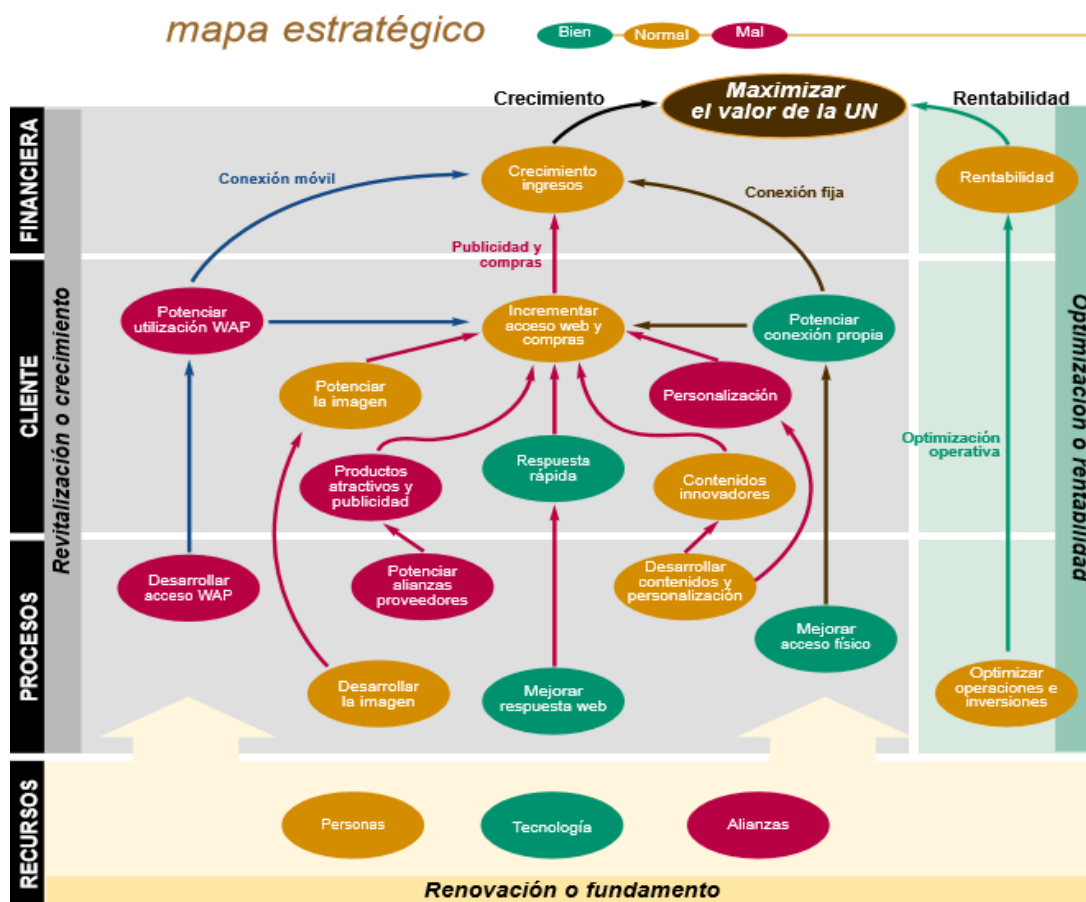 mapa estratégico
Bien
Normal
Mal
Crecimiento
Maximizar
el valor de la UN
Rentabilidad
FINANCIERA
Conexión móvil
Crecimiento
ingresos
Conexión fija
Rentabilidad
Publicidad y
compras
CLIENTE
Revitalización o crecimiento
Potenciar
utilización WAP
Incrementar
acceso web y
compras
Potenciar
conexión propia
Optimización o rentabilidad
Potenciar
la imagen
Personalización
Optimización
operativa
Productos
atractivos y
publicidad
Respuesta
rápida
Contenidos
innovadores
PROCESOS
Desarrollar
acceso WAP
Potenciar
alianzas
proveedores
Desarrollar
contenidos y
personalización
Mejorar
acceso físico
Desarrollar
la imagen
Mejorar
respuesta web
Optimizar
operaciones e
inversiones
RECURSOS
Personas
Tecnología
Alianzas
Renovación o fundamento